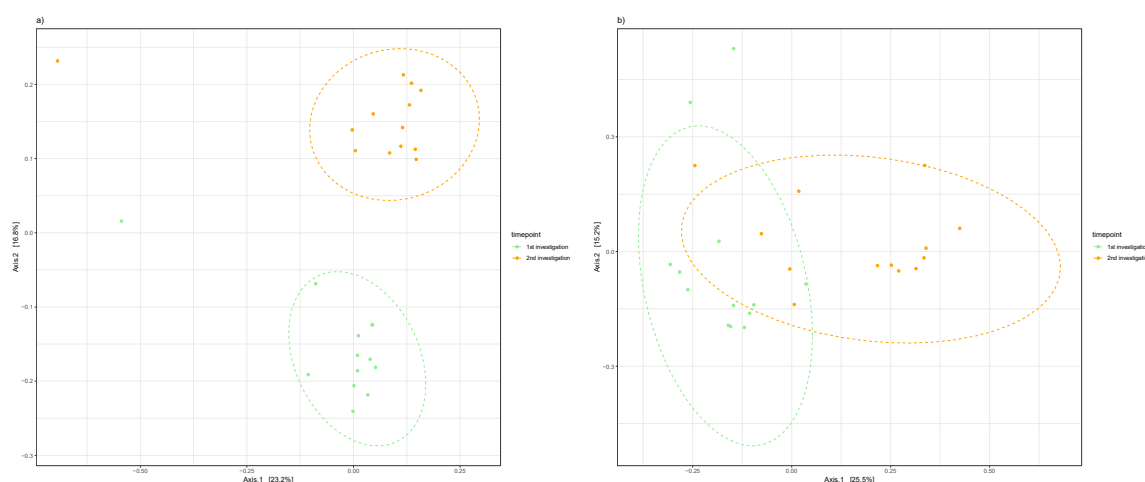 a)
0.2
0.1
0.0
−0.1
−0.2
−0.3
Axis.2 [16.8%]
−0.50
−0.25
0.00
0.25
Axis.1 [23.2%]
timepoint
1st investigation
2nd investigation
b)
0.3
0.0
−0.3
Axis.2 [15.2%]
−0.25
0.00
0.25
0.50
Axis.1 [25.5%]
timepoint
1st investigatio
2nd investigatio